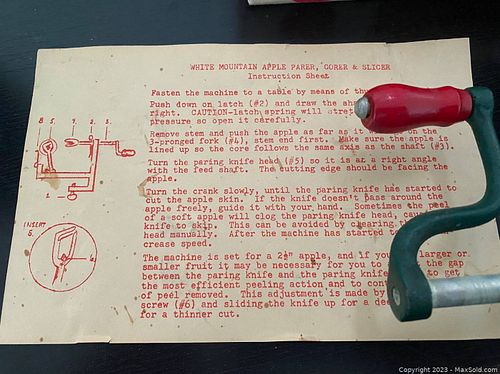 WHITE MOUNTAIN APPLE PARER, CORER & SLICER
Instruction Sheet
Fasten the machine to a table by means of thu
Push down on latch (#2) and draw the sha
right. CAUTION-latch spring will stret
pressure so open it carefully.
Remove stem and push the apple as far as it on the
3-pronged fork (#4), stem end first. Make sure the apple is
lined up so the core follows the same axis as the shaft (#3).
Turn the paring knife head (#5) so it is at a right angle
with the feed shaft. The cutting edge should be facing the
apple.
Turn the crank slowly, until the paring knife has started to
cut the apple skin. If the knife doesn't pass around the
apple freely, guide it with your hand. Sometimes the peel
of a soft apple will clog the paring knife head, cau
knife to skip. This can be avoided by clearing the
head manually. After the machine has started to
crease speed.
The machine is set for a 2½" apple, and if you larger or
smaller fruit it may be necessary for you to the gap
between the paring knife and the paring knife to get
the most efficient peeling action and to cont of
of peel removed. This adjustment is made by
screw (#6) and sliding the knife up for a dee
for a thinner cut.
5.
2.
3.
1.
INSERT
5.
6.
Copyright 2023 - MaxSold.com